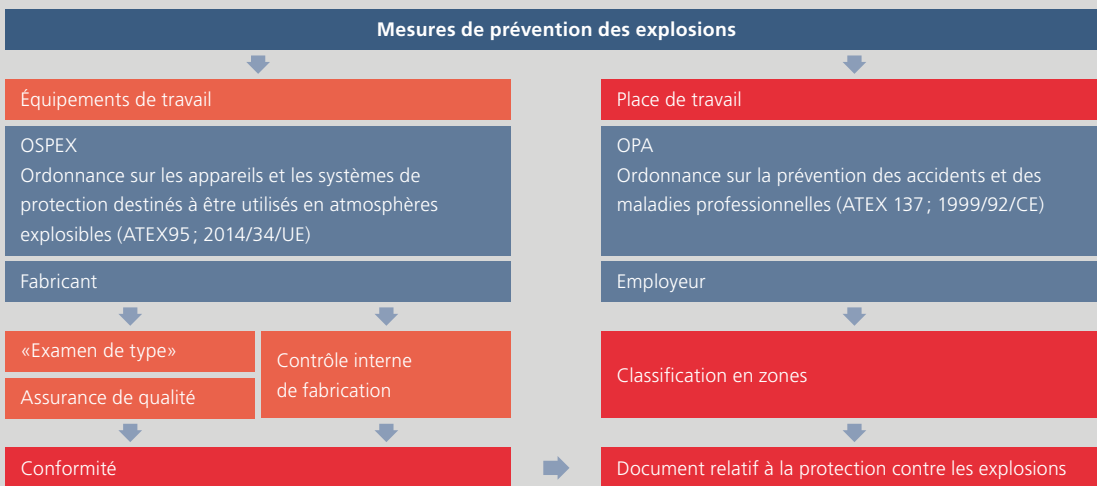 Mesures de prévention des explosions
Équipements de travail
OSPEX
Ordonnance sur les appareils et les systèmes de
protection destinés à être utilisés en atmosphères
explosibles (ATEX95; 2014/34/UE)
Fabricant
«Examen de type»
Assurance de qualité
Contrôle interne
de fabrication
Conformité
Place de travail
OPA
Ordonnance sur la prévention des accidents et des
maladies professionnelles (ATEX 137; 1999/92/CE)
Employeur
Classification en zones
Document relatif à la protection contre les explosions